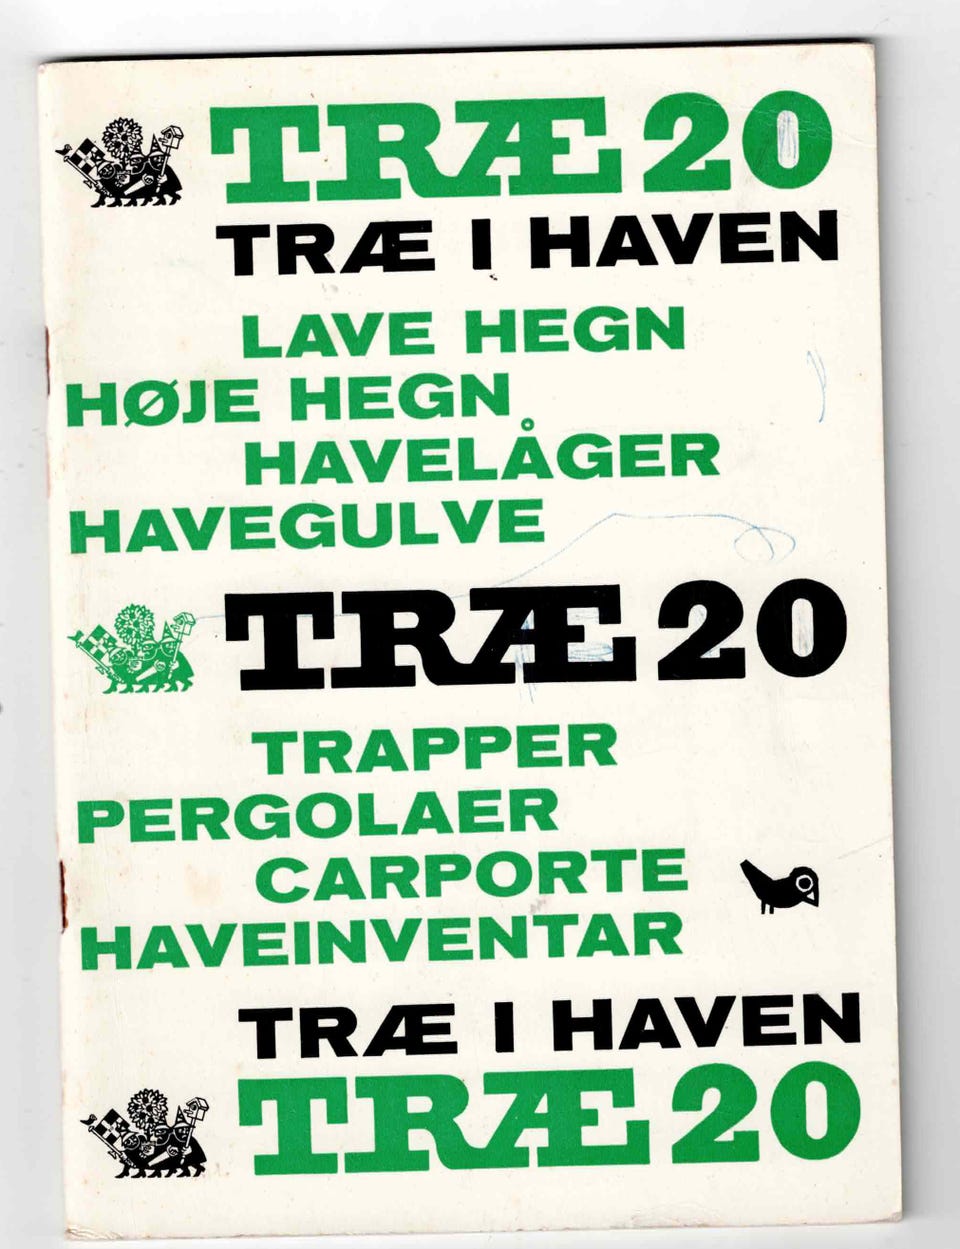 TRÆ 20
TRÆ I HAVEN
LAVE HEGN
HØJE HEGN
HAVELÅGER
HAVEGULVE
TRÆ 20
TRAPPER
PERGOLAER
CARPORTE
HAVEINVENTAR
TRÆ I HAVEN
TRÆ 20